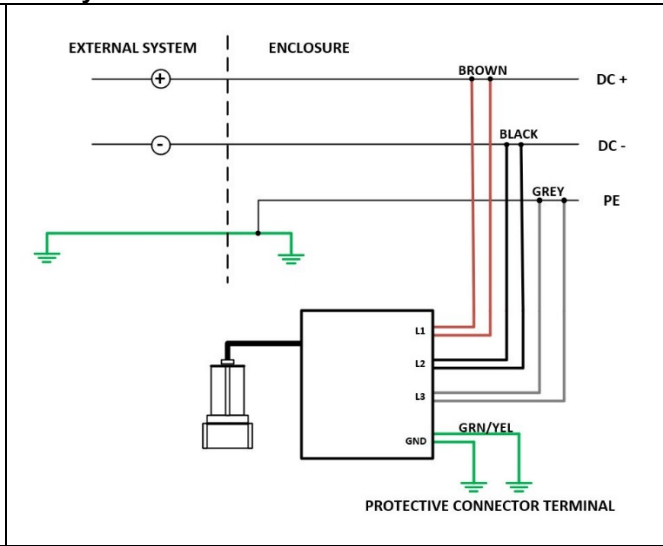 EXTERNAL SYSTEM
ENCLOSURE
BROWN
+
DC +
BLACK
-
DC -
GREY
PE
L1
L2
L3
GRN/YEL
GND
PROTECTIVE CONNECTOR TERMINAL